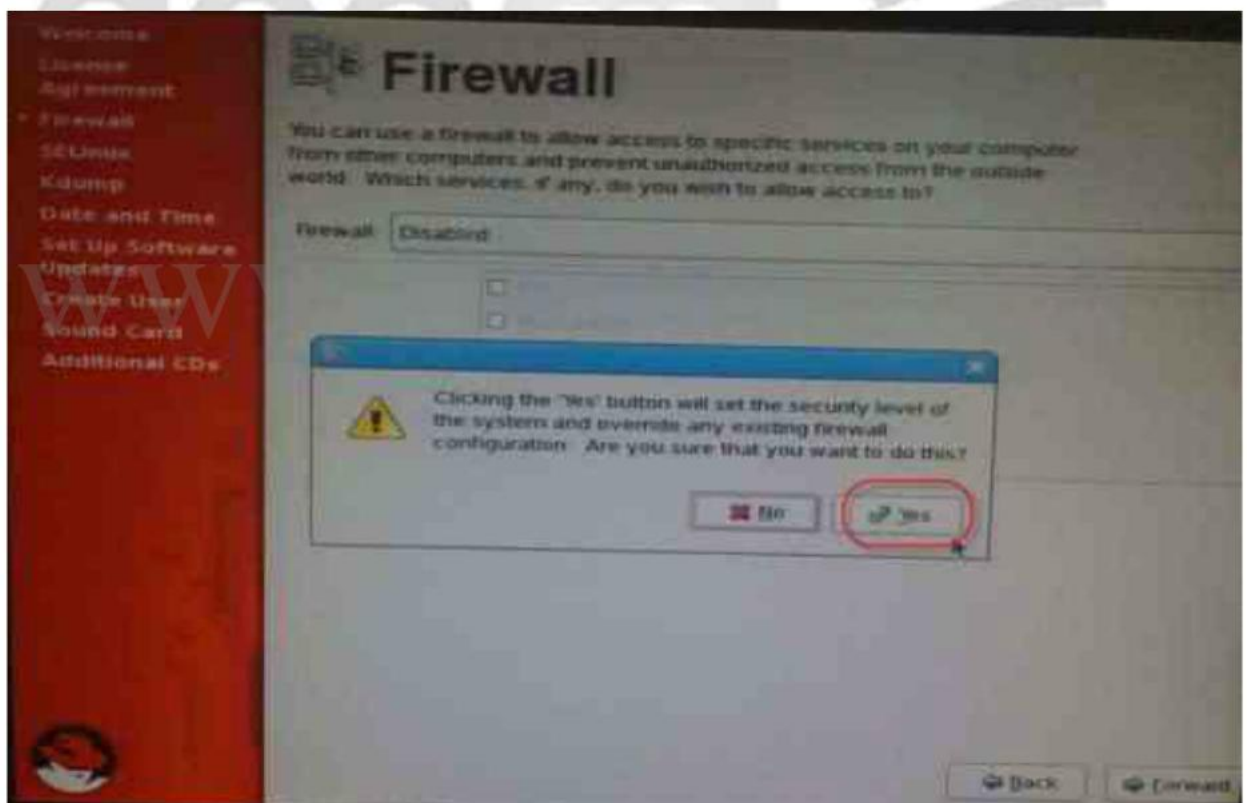 Welcome
License
Agreement
Firewall
SELinux
Kdump
Date and Time
Set Up Software
Updates
Create User
Sound Card
Additional CDs
Firewall
You can use a firewall to allow access to specific services on your computer
from other computers and prevent unauthorized access from the outside
world. Which services, if any, do you wish to allow access to?
Firewall: Disabled
Clicking the 'Yes' button will set the security level of
the system and override any existing firewall
configuration. Are you sure that you want to do this?
No
Yes
Back
Forward